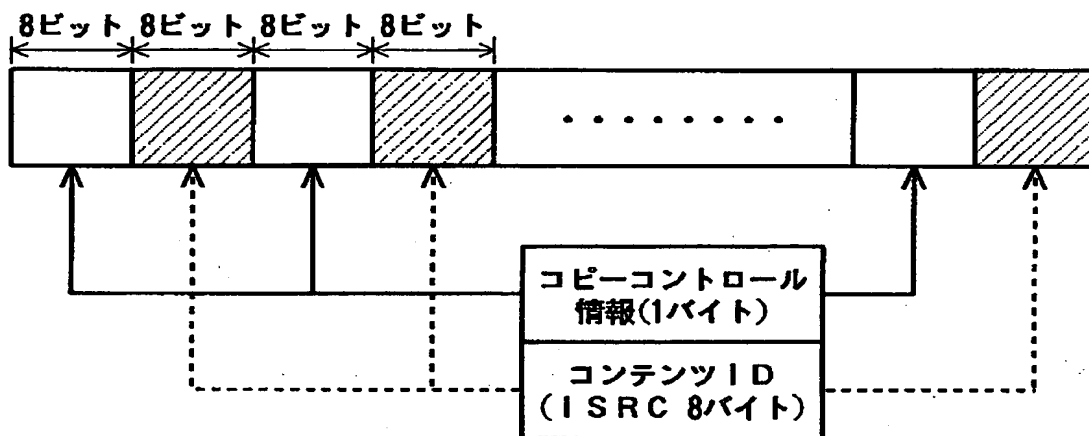 8ビット 8ビット 8ビット 8ビット
・・・・・・・・
コピーコントロール
情報(1バイト)
コンテンツID
(ISRC 8バイト)